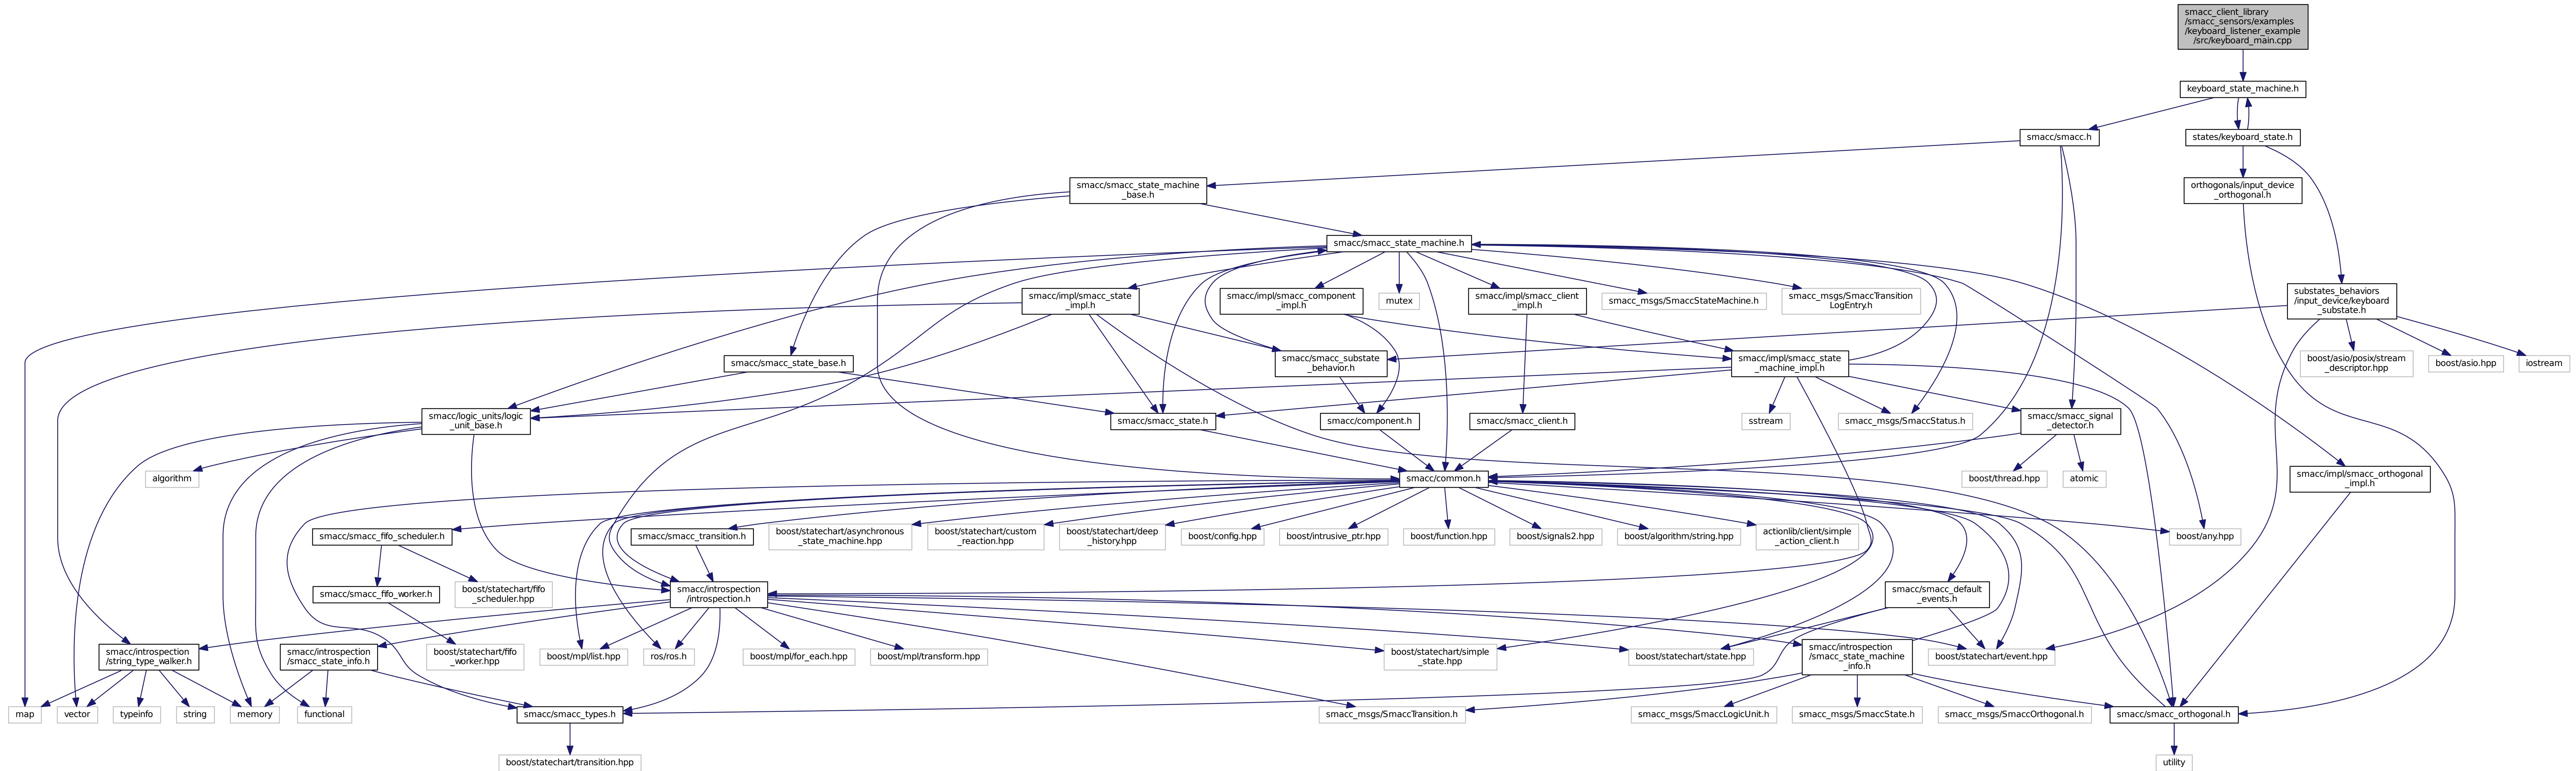 smacc_client_library
/smacc_sensors/examples
/keyboard_listener_example
/src/keyboard_main.cpp
keyboard_state_machine.h
smacc/smacc.h
states/keyboard_state.h
smacc/smacc_state_machine
_base.h
orthogonals/input_device
_orthogonal.h
smacc/smacc_state_machine.h
smacc/impl/smacc_state
_impl.h
smacc/impl/smacc_component
_impl.h
mutex
smacc/impl/smacc_client
_impl.h
smacc_msgs/SmaccStateMachine.h
smacc_msgs/SmaccTransition
LogEntry.h
substates_behaviors
/input_device/keyboard
_substate.h
smacc/smacc_state_base.h
smacc/smacc_substate
_behavior.h
smacc/impl/smacc_state
_machine_impl.h
boost/asio/posix/stream
_descriptor.hpp
boost/asio.hpp
iostream
smacc/logic_units/logic
_unit_base.h
smacc/smacc_state.h
smacc/component.h
smacc/smacc_client.h
sstream
smacc_msgs/SmaccStatus.h
smacc/smacc_signal
_detector.h
algorithm
smacc/common.h
boost/thread.hpp
atomic
smacc/impl/smacc_orthogonal
_impl.h
smacc/smacc_fifo_scheduler.h
smacc/smacc_transition.h
boost/statechart/asynchronous
_state_machine.hpp
boost/statechart/custom
_reaction.hpp
boost/statechart/deep
_history.hpp
boost/config.hpp
boost/intrusive_ptr.hpp
boost/function.hpp
boost/signals2.hpp
boost/algorithm/string.hpp
actionlib/client/simple
_action_client.h
boost/any.hpp
smacc/smacc_fifo_worker.h
boost/statechart/fifo
_scheduler.hpp
smacc/introspection
/introspection.h
smacc/smacc_default
_events.h
smacc/introspection
/string_type_walker.h
smacc/introspection
/smacc_state_info.h
boost/statechart/fifo
_worker.hpp
boost/mpl/list.hpp
ros/ros.h
boost/mpl/for_each.hpp
boost/mpl/transform.hpp
boost/statechart/simple
_state.hpp
boost/statechart/state.hpp
smacc/introspection
/smacc_state_machine
_info.h
boost/statechart/event.hpp
map
vector
typeinfo
string
memory
functional
smacc/smacc_types.h
smacc_msgs/SmaccTransition.h
smacc_msgs/SmaccLogicUnit.h
smacc_msgs/SmaccState.h
smacc_msgs/SmaccOrthogonal.h
smacc/smacc_orthogonal.h
boost/statechart/transition.hpp
utility